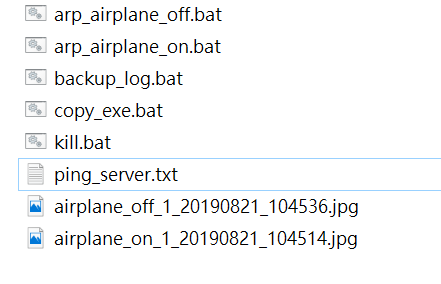 arp_airplane_off.bat
arp_airplane_on.bat
backup_log.bat
copy_exe.bat
kill.bat
ping_server.txt
airplane_off_1_20190821_104536.jpg
airplane_on_1_20190821_104514.jpg